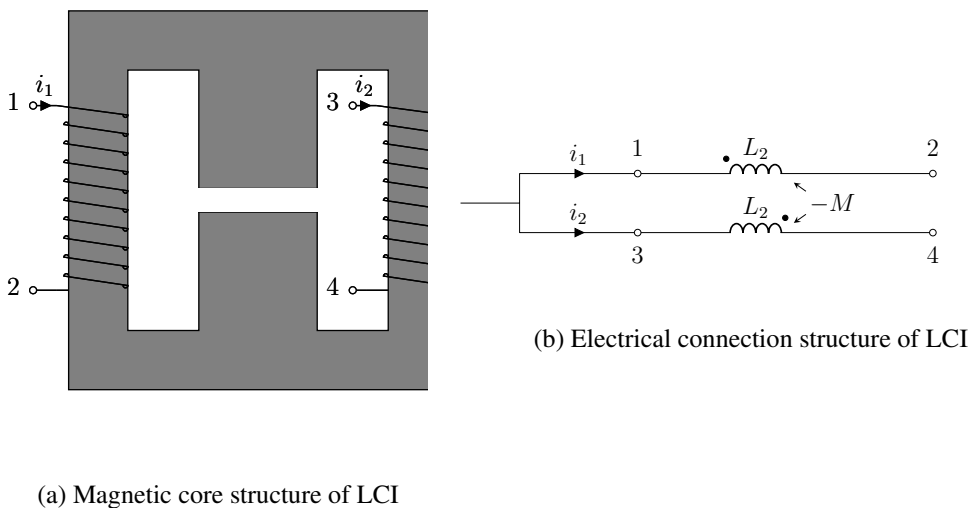 i₁
i₂
1
3
2
4
(a) Magnetic core structure of LCI
i₁
1
L₂
2
−M
i₂
L₂
3
4
(b) Electrical connection structure of LCI